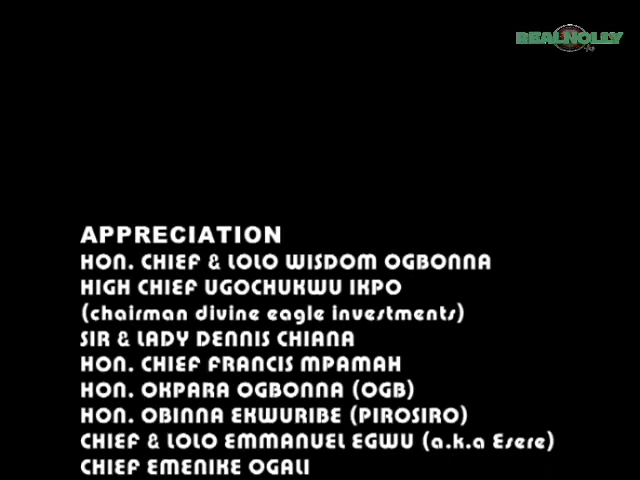 REALNOLLY
APPRECIATION
HON. CHIEF & LOLO WISDOM OGBONNA
HIGH CHIEF UGOCHUKWU IKPO
(chairman divine eagle investments)
SIR & LADY DENNIS CHIANA
HON. CHIEF FRANCIS MPAMAH
HON. OKPARA OGBONNA (OGB)
HON. OBINNA EKWURIBE (PIROSIRO)
CHIEF & LOLO EMMANUEL EGWU (a.k.a Esere)
CHIEF EMENIKE OGALI